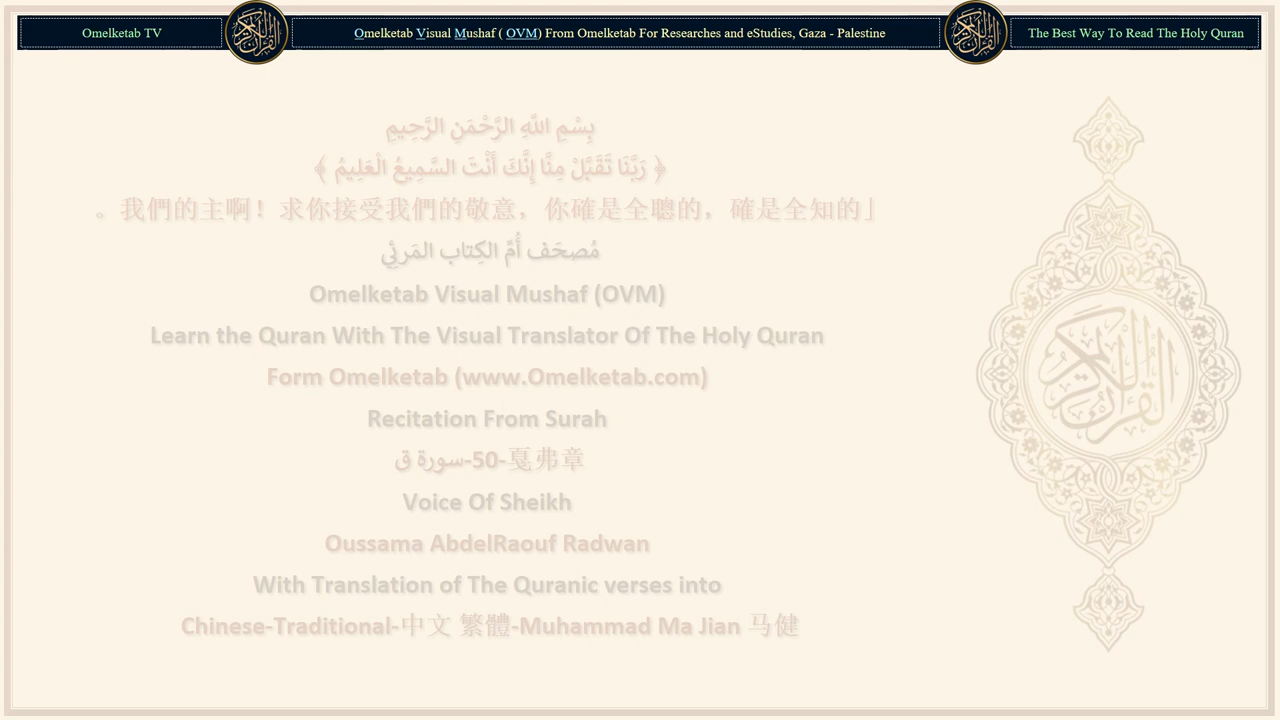 Omelketab TV
Omelketab Visual Mushaf ( OVM) From Omelketab For Researches and eStudies, Gaza - Palestine
The Best Way To Read The Holy Quran
بِسْمِ اللَّهِ الرَّحْمَنِ الرَّحِيمِ
﴿ رَبَّنَا تَقَبَّلْ مِنَّا إِنَّكَ أَنْتَ السَّمِيعُ الْعَلِيمُ ﴾
。我們的主啊！求你接受我們的敬意，你確是全聰的，確是全知的」
مُصحَف أُمِّ الكِتاب المَرئِي
Omelketab Visual Mushaf (OVM)
Learn the Quran With The Visual Translator Of The Holy Quran
Form Omelketab (www.Omelketab.com)
Recitation From Surah
سورة ق-50-戛弗章
Voice Of Sheikh
Oussama AbdelRaouf Radwan
With Translation of The Quranic verses into
Chinese-Traditional-中文 繁體-Muhammad Ma Jian 马健